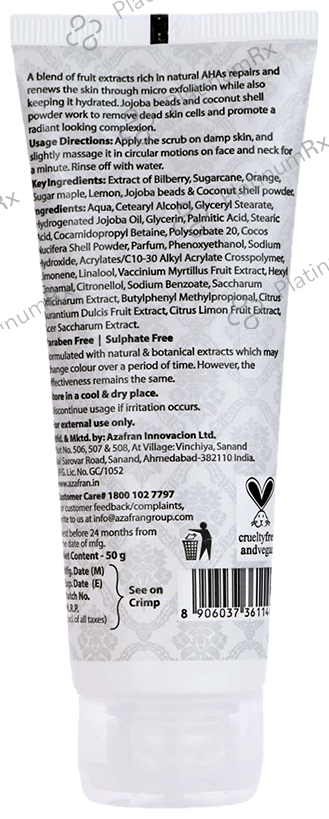 A blend of fruit extracts rich in natural AHAs repairs and
renews the skin through micro exfoliation while also
keeping it hydrated. Jojoba beads and coconut shell
powder work to remove dead skin cells and promote a
radiant looking complexion.
Usage Directions: Apply the scrub on damp skin, and
slightly massage it in circular motions on face and neck for
a minute. Rinse off with water.
Key Ingredients: Extract of Bilberry, Sugarcane, Orange,
Sugar maple, Lemon, Jojoba beads & Coconut shell powder.
Ingredients: Aqua, Cetearyl Alcohol, Glyceryl Stearate,
Hydrogenated Jojoba Oil, Glycerin, Palmitic Acid, Stearic
Acid, Cocamidopropyl Betaine, Polysorbate 20, Cocos
Nucifera Shell Powder, Parfum, Phenoxyethanol, Sodium
Hydroxide, Acrylates/C10-30 Alkyl Acrylate Crosspolymer,
Limonene, Linalool, Vaccinium Myrtillus Fruit Extract, Hexyl
Cinnamal, Citronellol, Sodium Benzoate, Saccharum
Officinarum Extract, Butylphenyl Methylpropional, Citrus
Aurantium Dulcis Fruit Extract, Citrus Limon Fruit Extract,
Acer Saccharum Extract.
Paraben Free | Sulphate Free
Formulated with natural & botanical extracts which may
change colour over a period of time. However, the
effectiveness remains the same.
Store in a cool & dry place.
Discontinue usage if irritation occurs.
For external use only.
Mfd. & Mktd. by: Azafran Innovacion Ltd.
Plot No. 506, 507 & 508, At Village: Vinchiya, Sanand
Nal Sarovar Road, Sanand, Ahmedabad-382110 India.
MFG. Lic. No. GC/1052
www.azafran.in
Customer Care# 1800 102 7797
For customer feedback/complaints,
write to us at info@azafrangroup.com
Best before 24 months from
the date of mfg.
Net Content - 50 g
Mfg. Date (M)
Exp. Date (E)
Batch No.
M.R.P.
(incl. of all taxes)
See on
Crimp
crueltyfree
andvegan
8 906037 36114
PlatinumRx